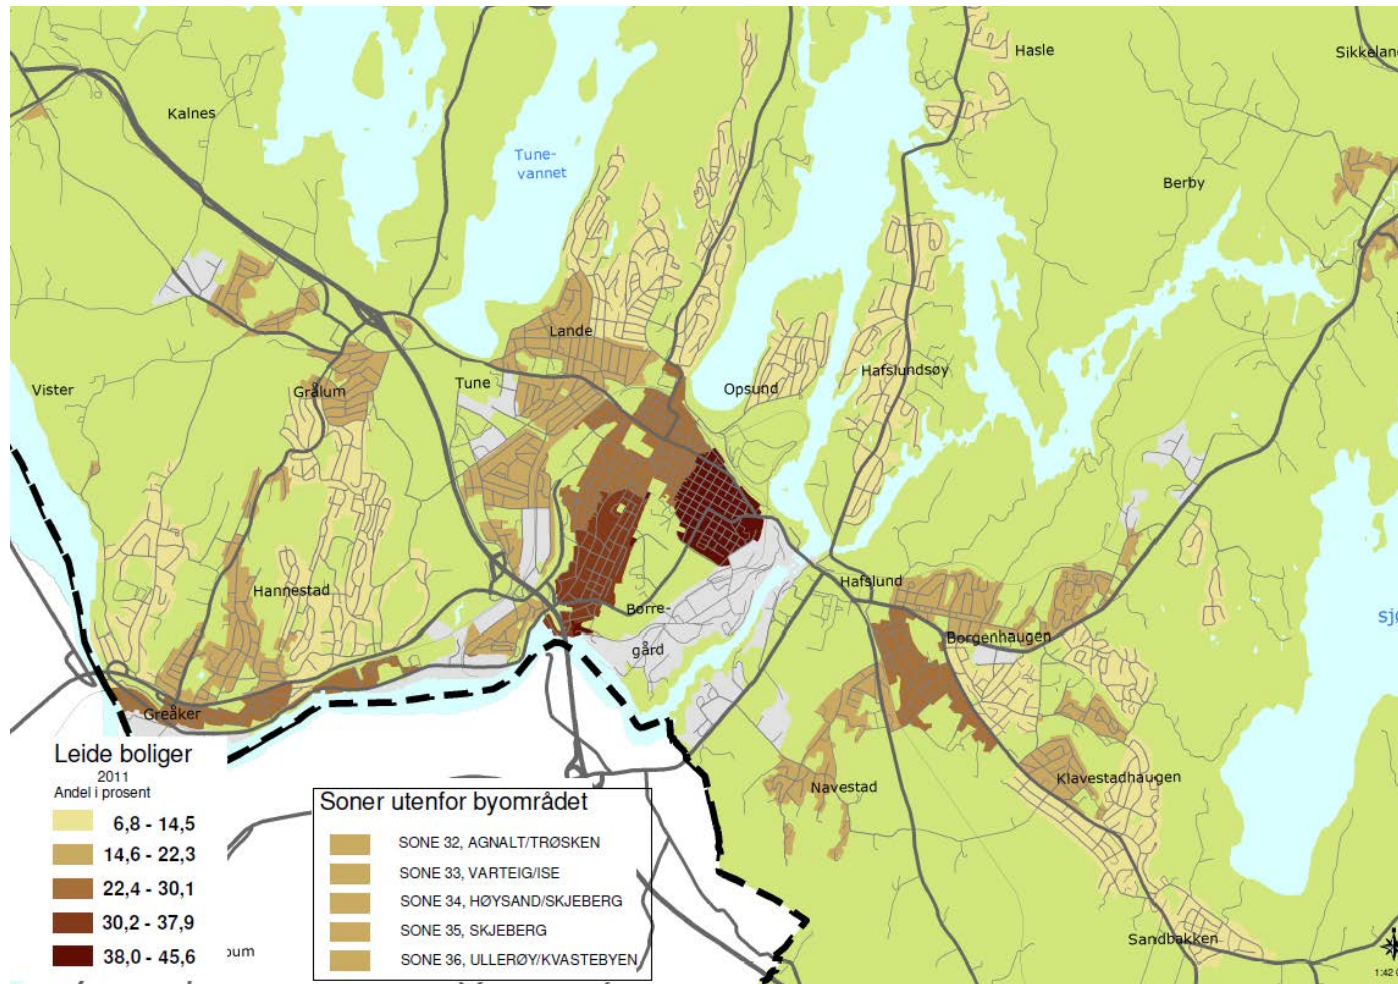 Hasle
Sikkelan
Kalnes
Tune-
vannet
Berby
Lande
Vister
Grålum
Tune
Opsund
Hafslundsøy
Hannestad
Hafslund
Borre-
gård
Borgenhaugen
sjø
Greåker
Navestad
Klavestadhaugen
Sandbakken
Leide boliger
2011
Andel i prosent
6,8 - 14,5
14,6 - 22,3
22,4 - 30,1
30,2 - 37,9
38,0 - 45,6
Soner utenfor byområdet
SONE 32, AGNALT/TRØSKEN
SONE 33, VARTEIG/ISE
SONE 34, HØYSAND/SKJEBERG
SONE 35, SKJEBERG
SONE 36, ULLERØY/KVASTEBYEN